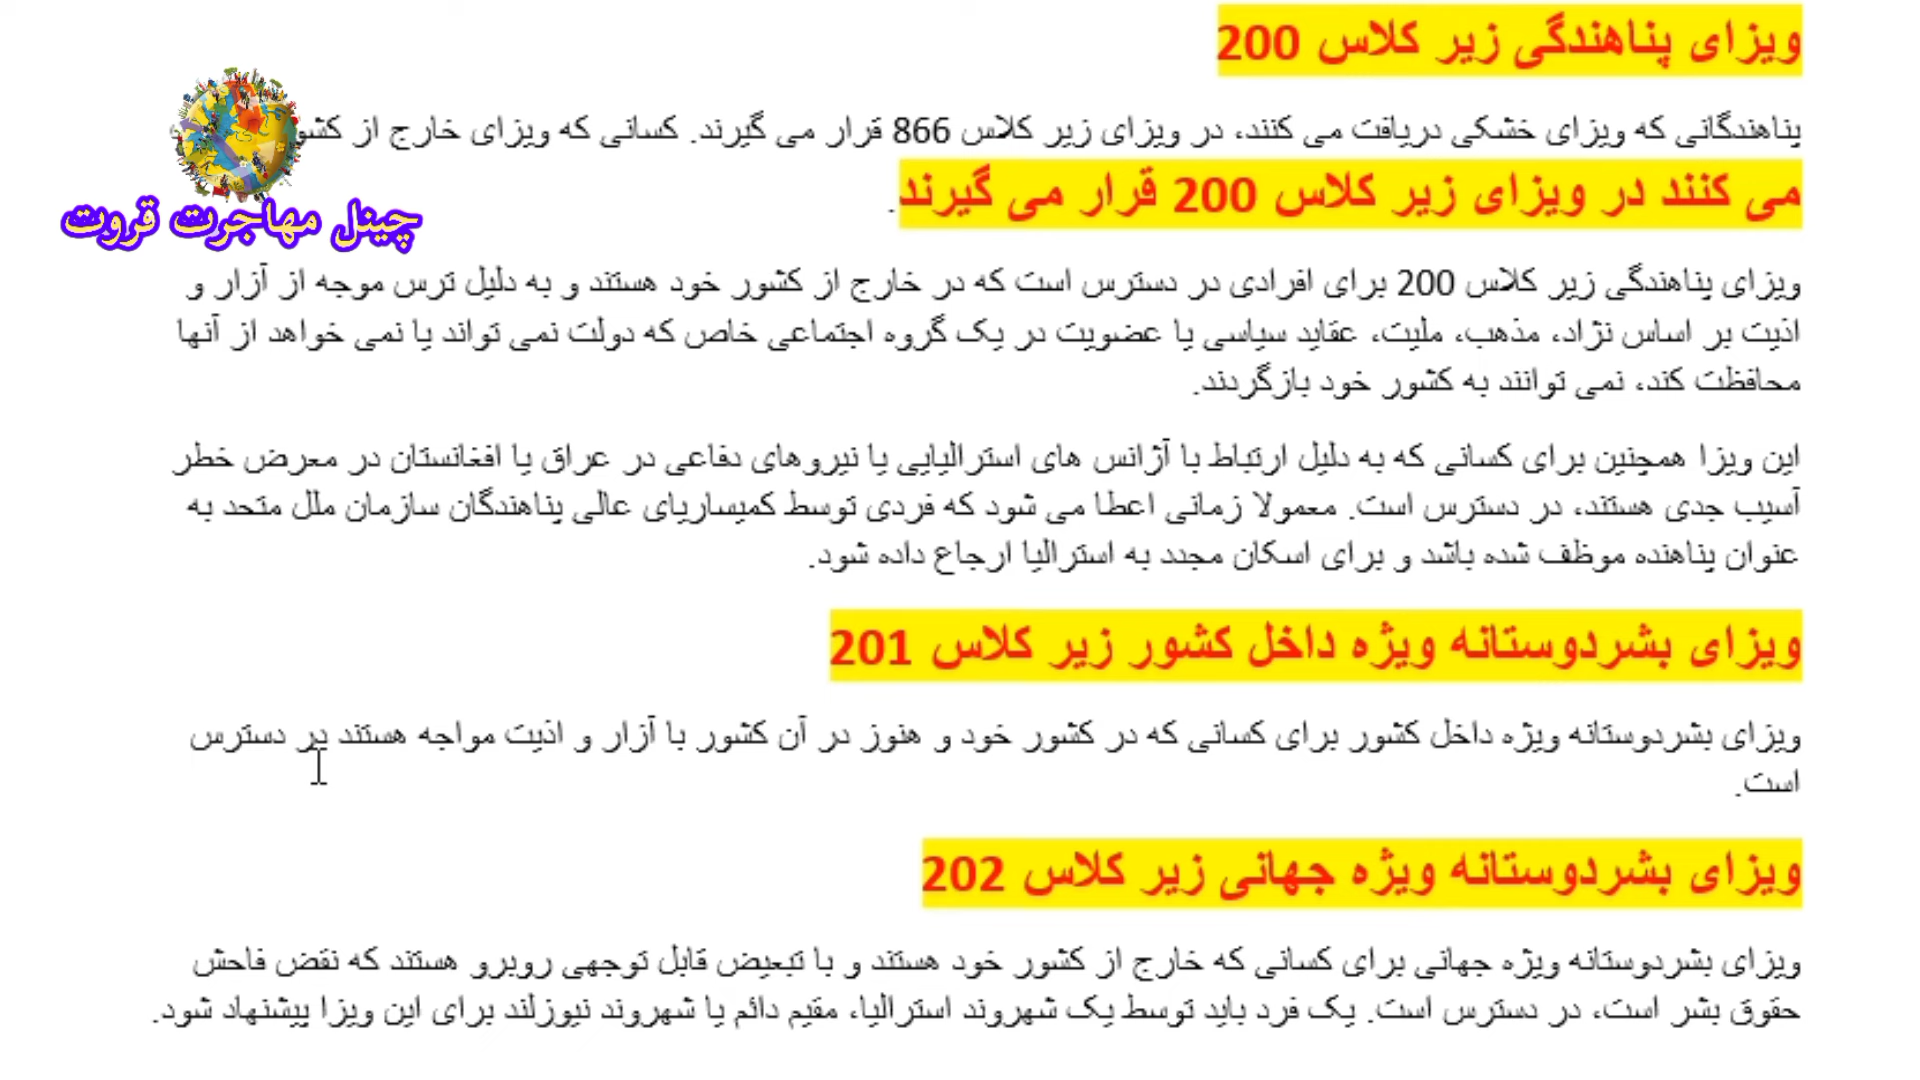 ویزای پناهندگی زیر کلاس 200
پناهندگانی که ویزای خشکی دریافت می کنند، در ویزای زیر کلاس 866 قرار می گیرند. کسانی که ویزای خارج از
می کنند در ویزای زیر کلاس 200 قرار می گیرند.
چینل مهاجرت قروت
ویزای پناهندگی زیر کلاس 200 برای افرادی در دسترس است که در خارج از کشور خود هستند و به دلیل ترس موجه از آزار و
اذیت بر اساس نژاد، مذهب، ملیت، عقاید سیاسی یا عضویت در یک گروه اجتماعی خاص که دولت نمی تواند یا نمی خواهد از آنها
محافظت کند، نمی توانند به کشور خود بازگردند.
این ویزا همچنین برای کسانی که به دلیل ارتباط با آژانس های استرالیایی یا نیروهای دفاعی در عراق یا افغانستان در معرض خطر
آسیب جدی هستند، در دسترس است. معمولا زمانی اعطا می شود که فردی توسط کمیساریای عالی پناهندگان سازمان ملل متحد به
عنوان پناهنده موظف شده باشد و برای اسکان مجدد به استرالیا ارجاع داده شود.
ویزای بشردوستانه ویژه داخل کشور زیر کلاس 201
ویزای بشردوستانه ویژه داخل کشور برای کسانی که در کشور خود و هنوز در آن کشور با آزار و اذیت مواجه هستند در دسترس
است.
ویزای بشردوستانه ویژه جهانی زیر کلاس 202
ویزای بشردوستانه ویژه جهانی برای کسانی که خارج از کشور خود هستند و با تبعیض قابل توجهی روبرو هستند که نقض فاحش
حقوق بشر است، در دسترس است. یک فرد باید توسط یک شهروند استرالیا، مقیم دائم یا شهروند نیوزلند برای این ویزا پیشنهاد شود.